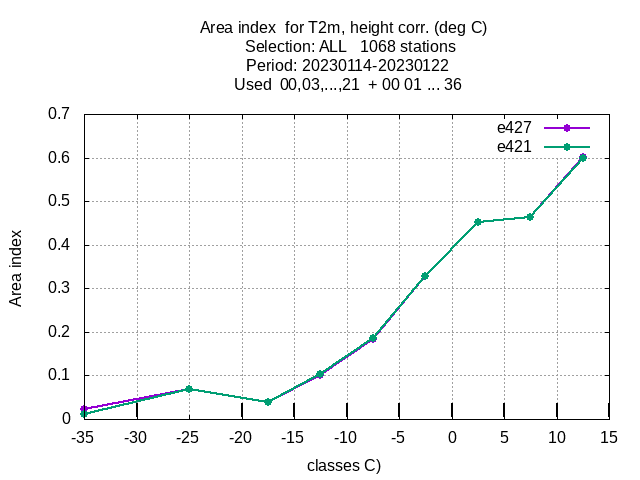 Area index  for T2m, height corr. (deg C)
Selection: ALL   1068 stations
Period: 20230114-20230122
Used  00,03,...,21  + 00 01 ... 36
0.7
0.6
0.5
0.4
0.3
0.2
0.1
0
Area index
e427
e421
-35 -30 -25 -20 -15 -10 -5 0 5 10 15
classes C)